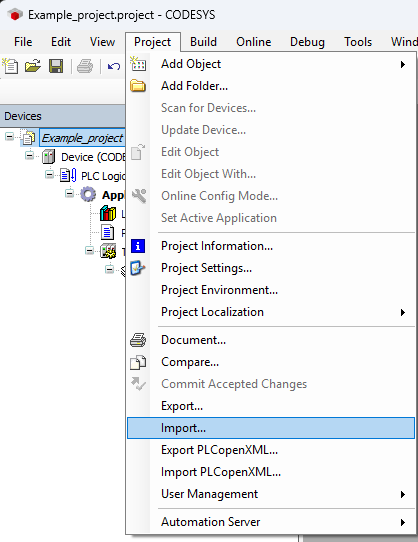 Example_project.project - CODESYS
File Edit View Project Build Online Debug Tools Wind
Devices
Example_project
Device (CODE
PLC Logic
Appl
L
P
T
Add Object
Add Folder...
Scan for Devices...
Update Device...
Edit Object
Edit Object With...
Online Config Mode...
Set Active Application
Project Information...
Project Settings...
Project Environment...
Project Localization
Document...
Compare...
Commit Accepted Changes
Export...
Import...
Export PLCopenXML...
Import PLCopenXML...
User Management
Automation Server